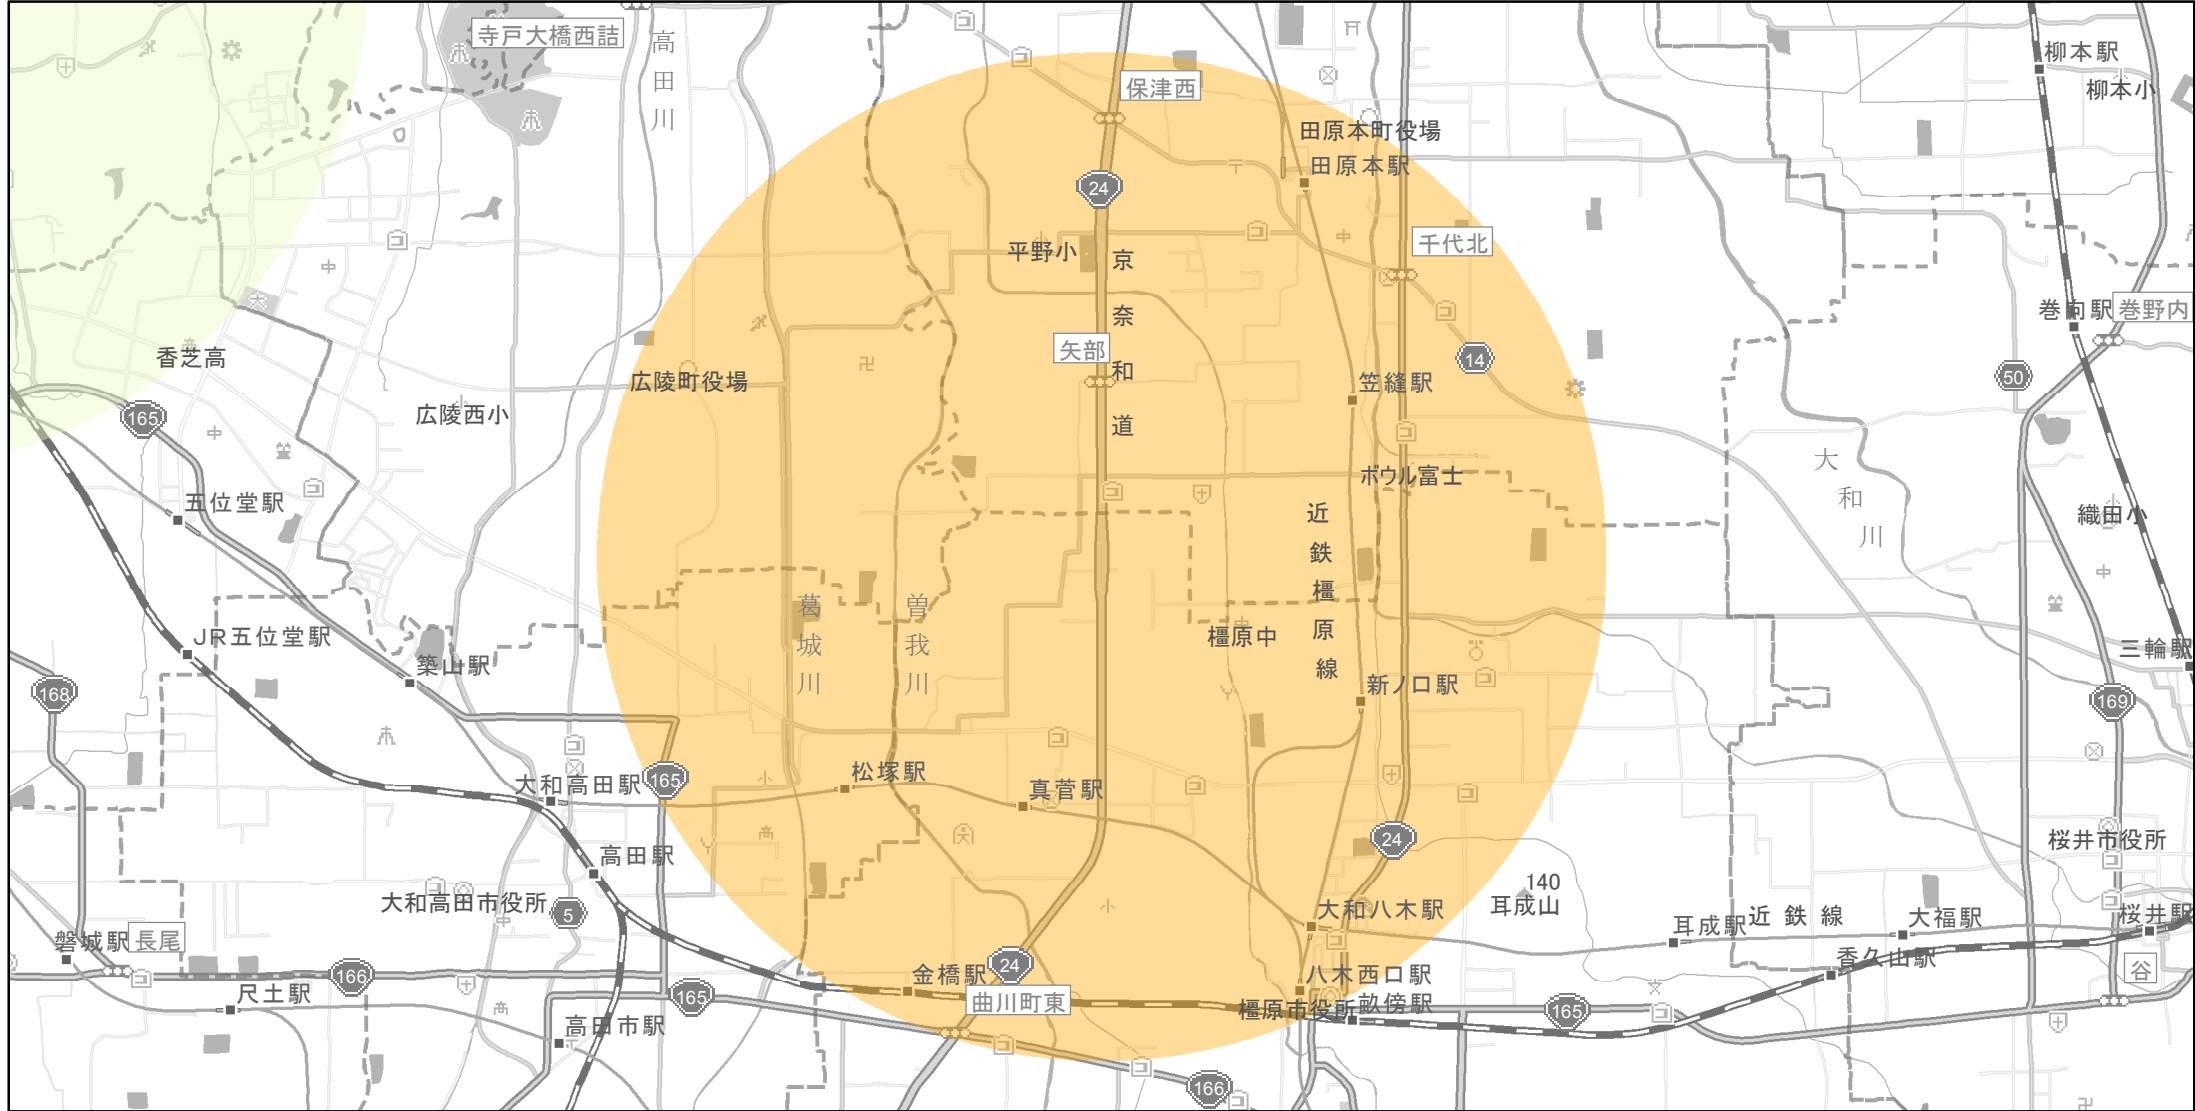 寺戸大橋西詰
高田川
保津西
柳本駅
柳本小
田原本町役場
田原本駅
24
京奈和道
平野小
千代北
巻向駅
巻野内
矢部
香芝高
14
50
広陵町役場
笠縫駅
165
広陵西小
ボウル富士
大和川
五位堂駅
近鉄橿原線
織田小
葛城川
曽我川
橿原中
JR五位堂駅
築山駅
三輪駅
168
新ノ口駅
169
大和高田駅
165
松塚駅
真菅駅
24
高田駅
桜井市役所
大和高田市役所
5
140
耳成山
大和八木駅
耳成駅
近鉄線
大福駅
桜井駅
磐城駅
長尾
166
尺土駅
165
金橋駅
24
曲川町東
八木西口駅
香久山駅
谷
高田市駅
橿原市役所
畝傍駅
165
166